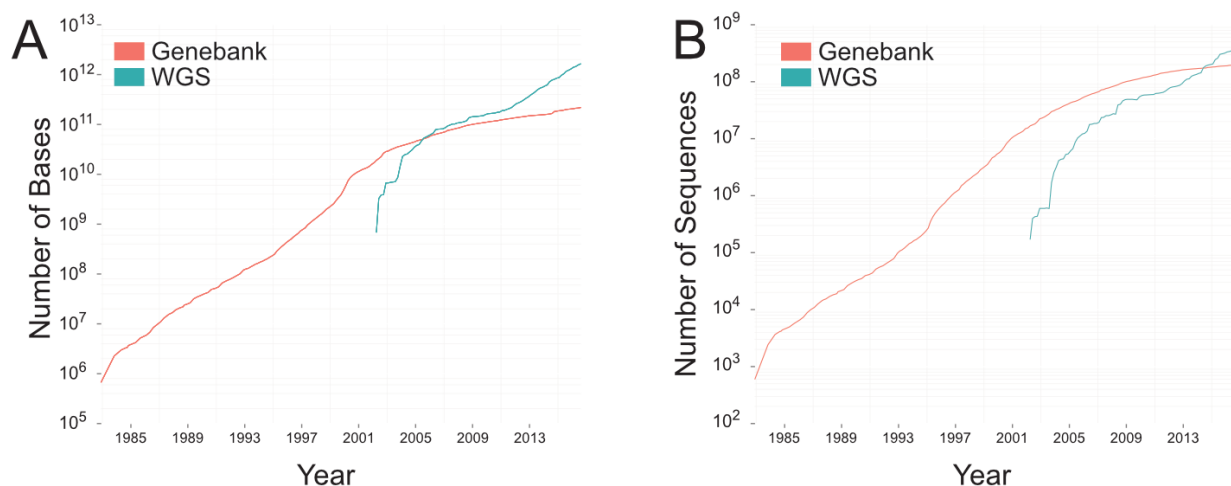 A
Genebank
WGS
Number of Bases
10^13
10^12
10^11
10^10
10^9
10^8
10^7
10^6
10^5
1985 1989 1993 1997 2001 2005 2009 2013
Year
B
Genebank
WGS
Number of Sequences
10^9
10^8
10^7
10^6
10^5
10^4
10^3
10^2
1985 1989 1993 1997 2001 2005 2009 2013
Year